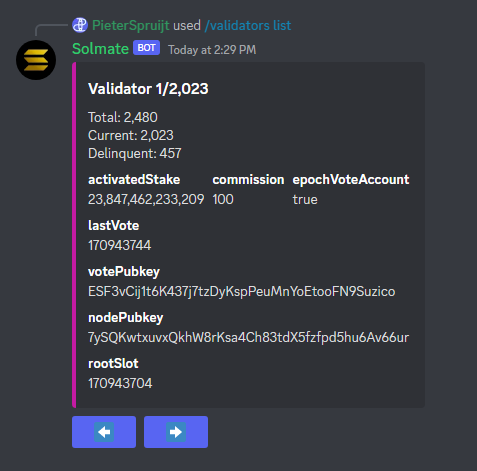 PieterSpruijt used /validators list
Solmate BOT Today at 2:29 PM
Validator 1/2,023
Total: 2,480
Current: 2,023
Delinquent: 457
activatedStake commission epochVoteAccount
23,847,462,233,209 100 true
lastVote
170943744
votePubkey
ESF3vCij1t6K437j7tzDyKspPeuMnYoEtooFN9Suzico
nodePubkey
7ySQKwtxuvxQkhW8rKsa4Ch83tdX5fzfpd5hu6Av66ur
rootSlot
170943704